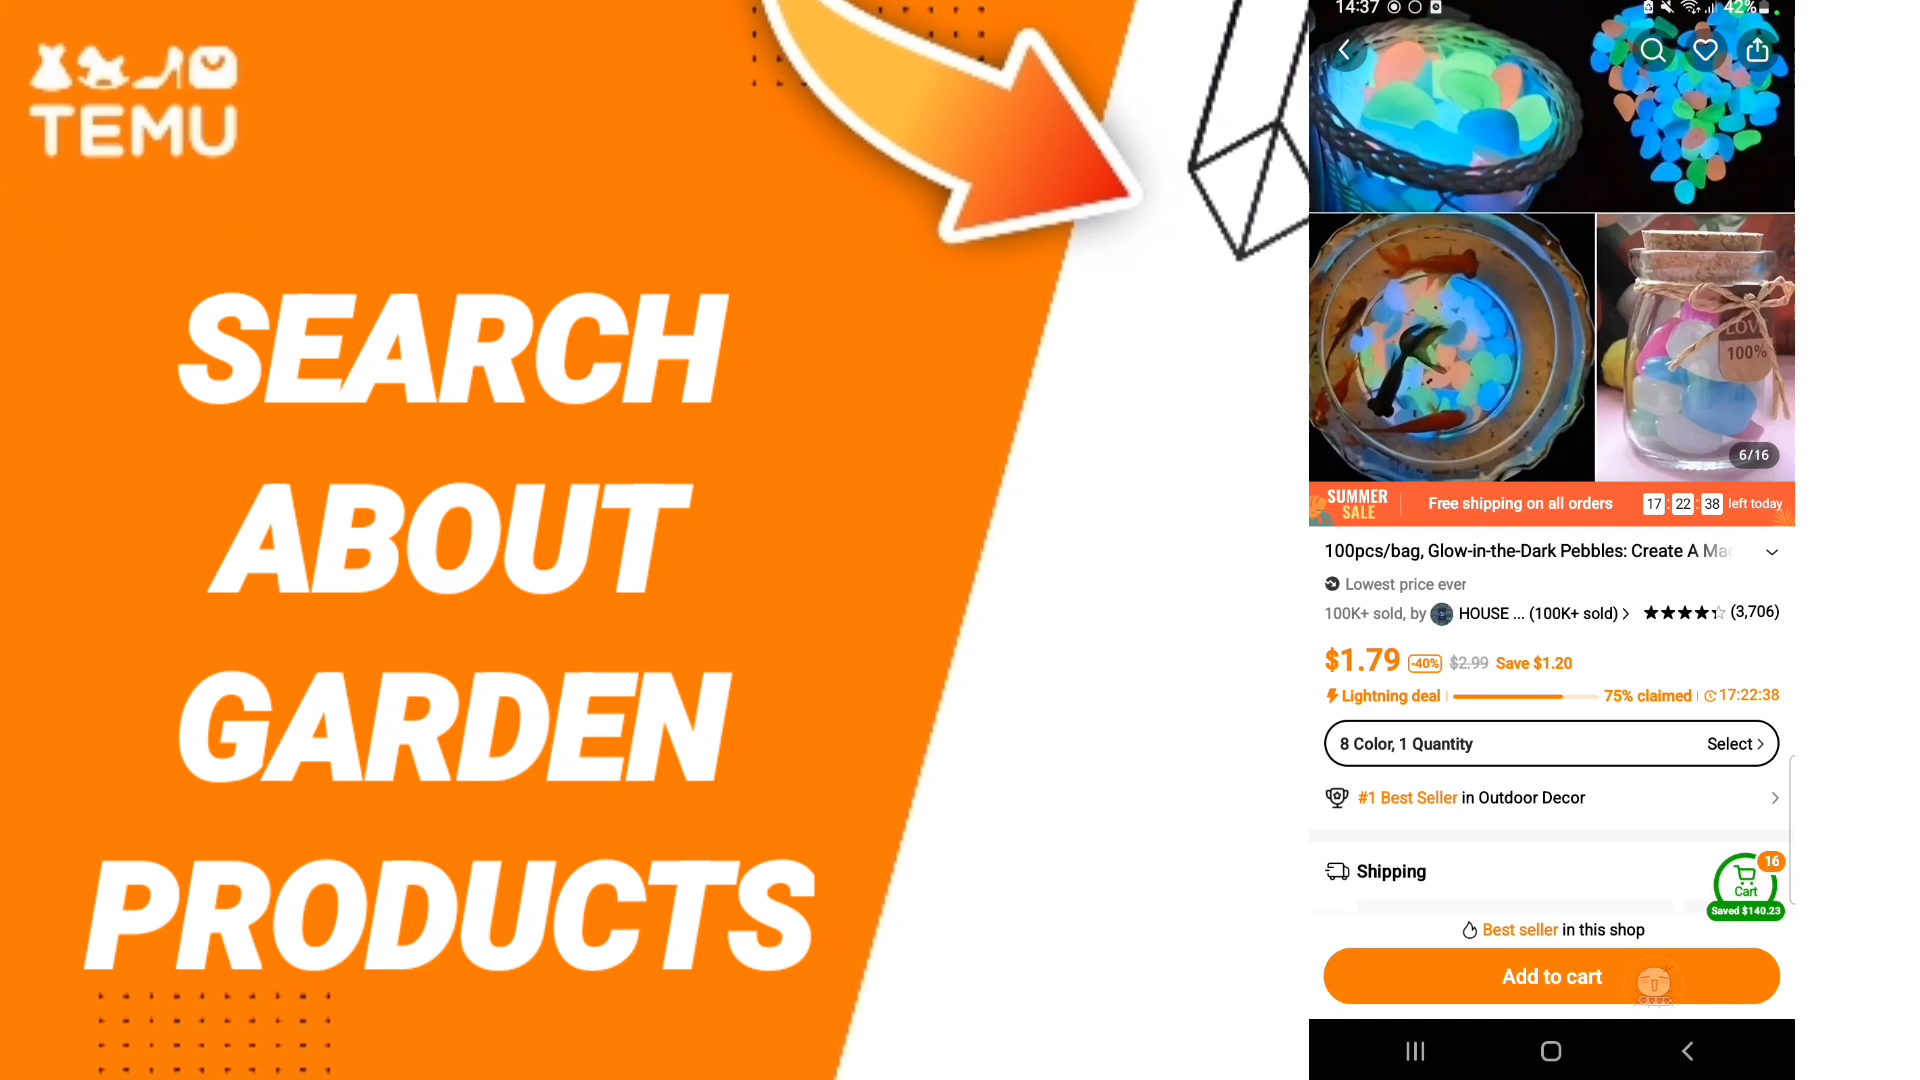 TEMU
SEARCH
ABOUT
GARDEN
PRODUCTS
14:37
42%
LOVE
100%
6/16
SUMMER
SALE
Free shipping on all orders
17:22:38 left today
100pcs/bag, Glow-in-the-Dark Pebbles: Create A Mag
Lowest price ever
100K+ sold, by HOUSE ... (100K+ sold) > ★★★★☆ (3,706)
$1.79 -40% $2.99 Save $1.20
Lightning deal 75% claimed 17:22:38
8 Color, 1 Quantity Select >
#1 Best Seller in Outdoor Decor >
Shipping
16
Cart
Saved $140.23
Best seller in this shop
Add to cart